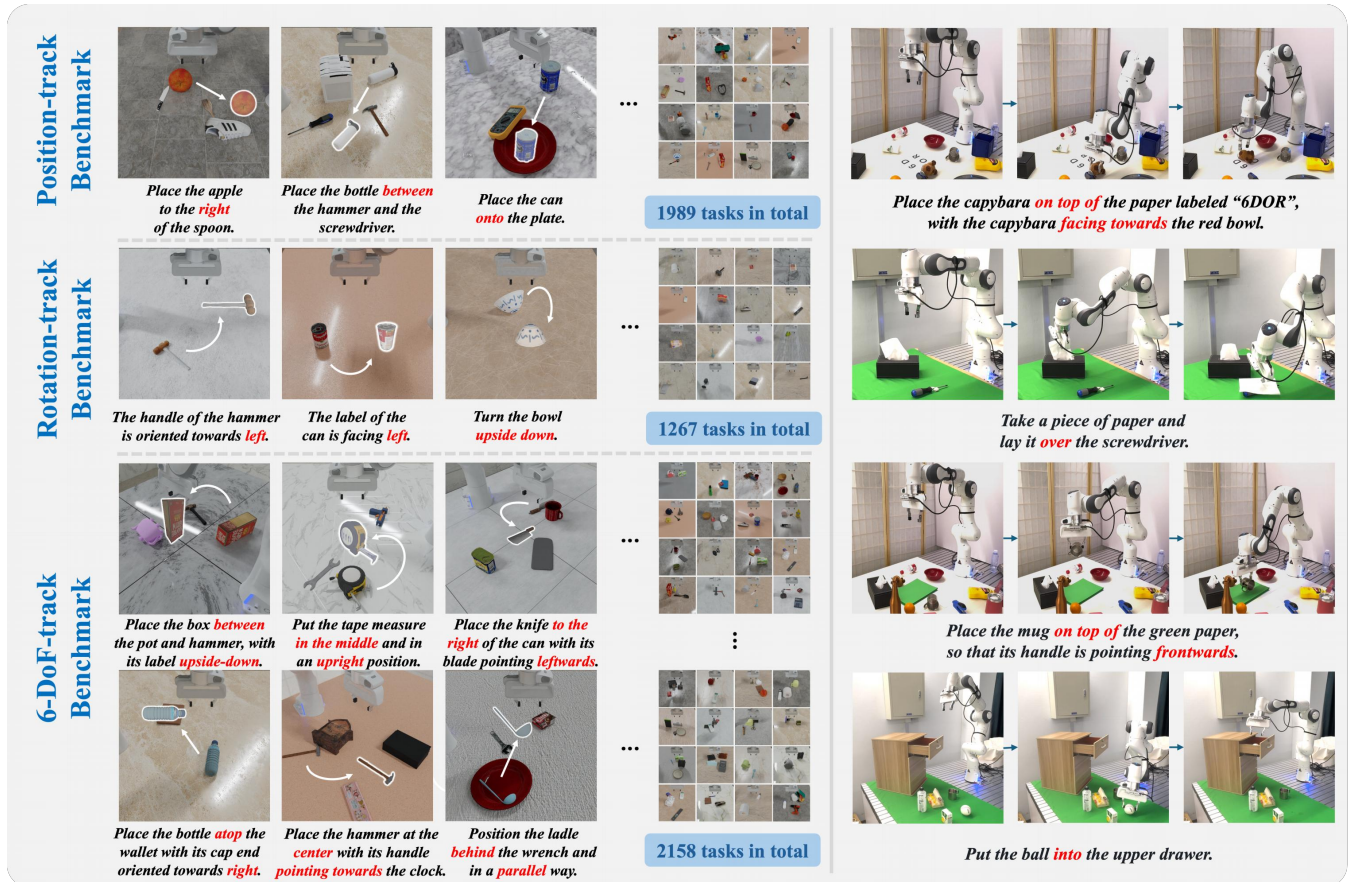 Position-track
Benchmark
Place the apple
to the right
of the spoon.
Place the bottle between
the hammer and the
screwdriver.
Place the can
onto the plate.
...
1989 tasks in total
Place the capybara on top of the paper labeled “6DOR”,
with the capybara facing towards the red bowl.
Rotation-track
Benchmark
The handle of the hammer
is oriented towards left.
The label of the
can is facing left.
Turn the bowl
upside down.
...
1267 tasks in total
Take a piece of paper and
lay it over the screwdriver.
6-DoF-track
Benchmark
Place the box between
the pot and hammer, with
its label upside-down.
Put the tape measure
in the middle and in
an upright position.
Place the knife to the
right of the can with its
blade pointing leftwards.
...
Place the mug on top of the green paper,
so that its handle is pointing frontwards.
Place the bottle atop the
wallet with its cap end
oriented towards right.
Place the hammer at the
center with its handle
pointing towards the clock.
Position the ladle
behind the wrench and
in a parallel way.
...
2158 tasks in total
Put the ball into the upper drawer.